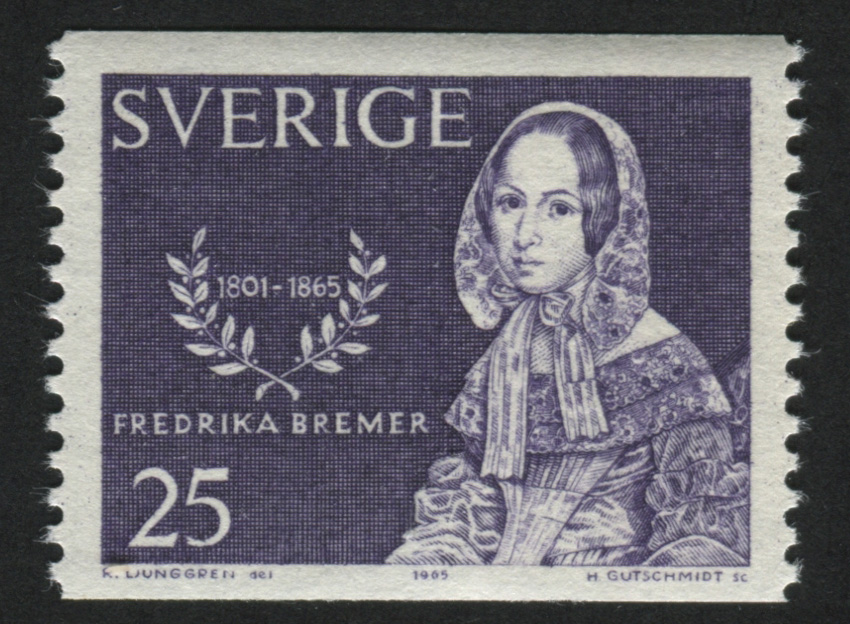 SVERIGE
1801-1865
FREDRIKA BREMER
25
K. LJUNGGREN del 1965 H GUTSCHMIDT sc